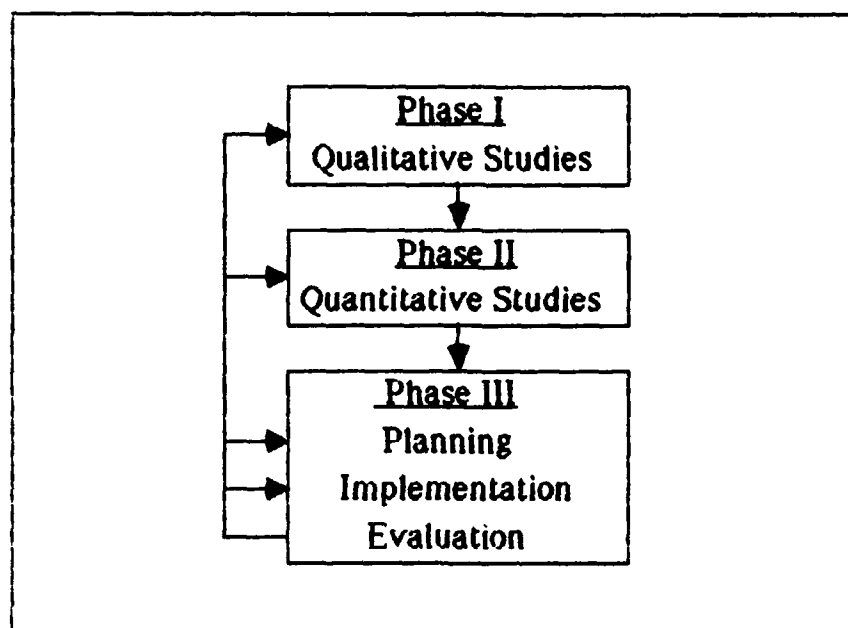 Phase I
Qualitative Studies
Phase II
Quantitative Studies
Phase III
Planning
Implementation
Evaluation